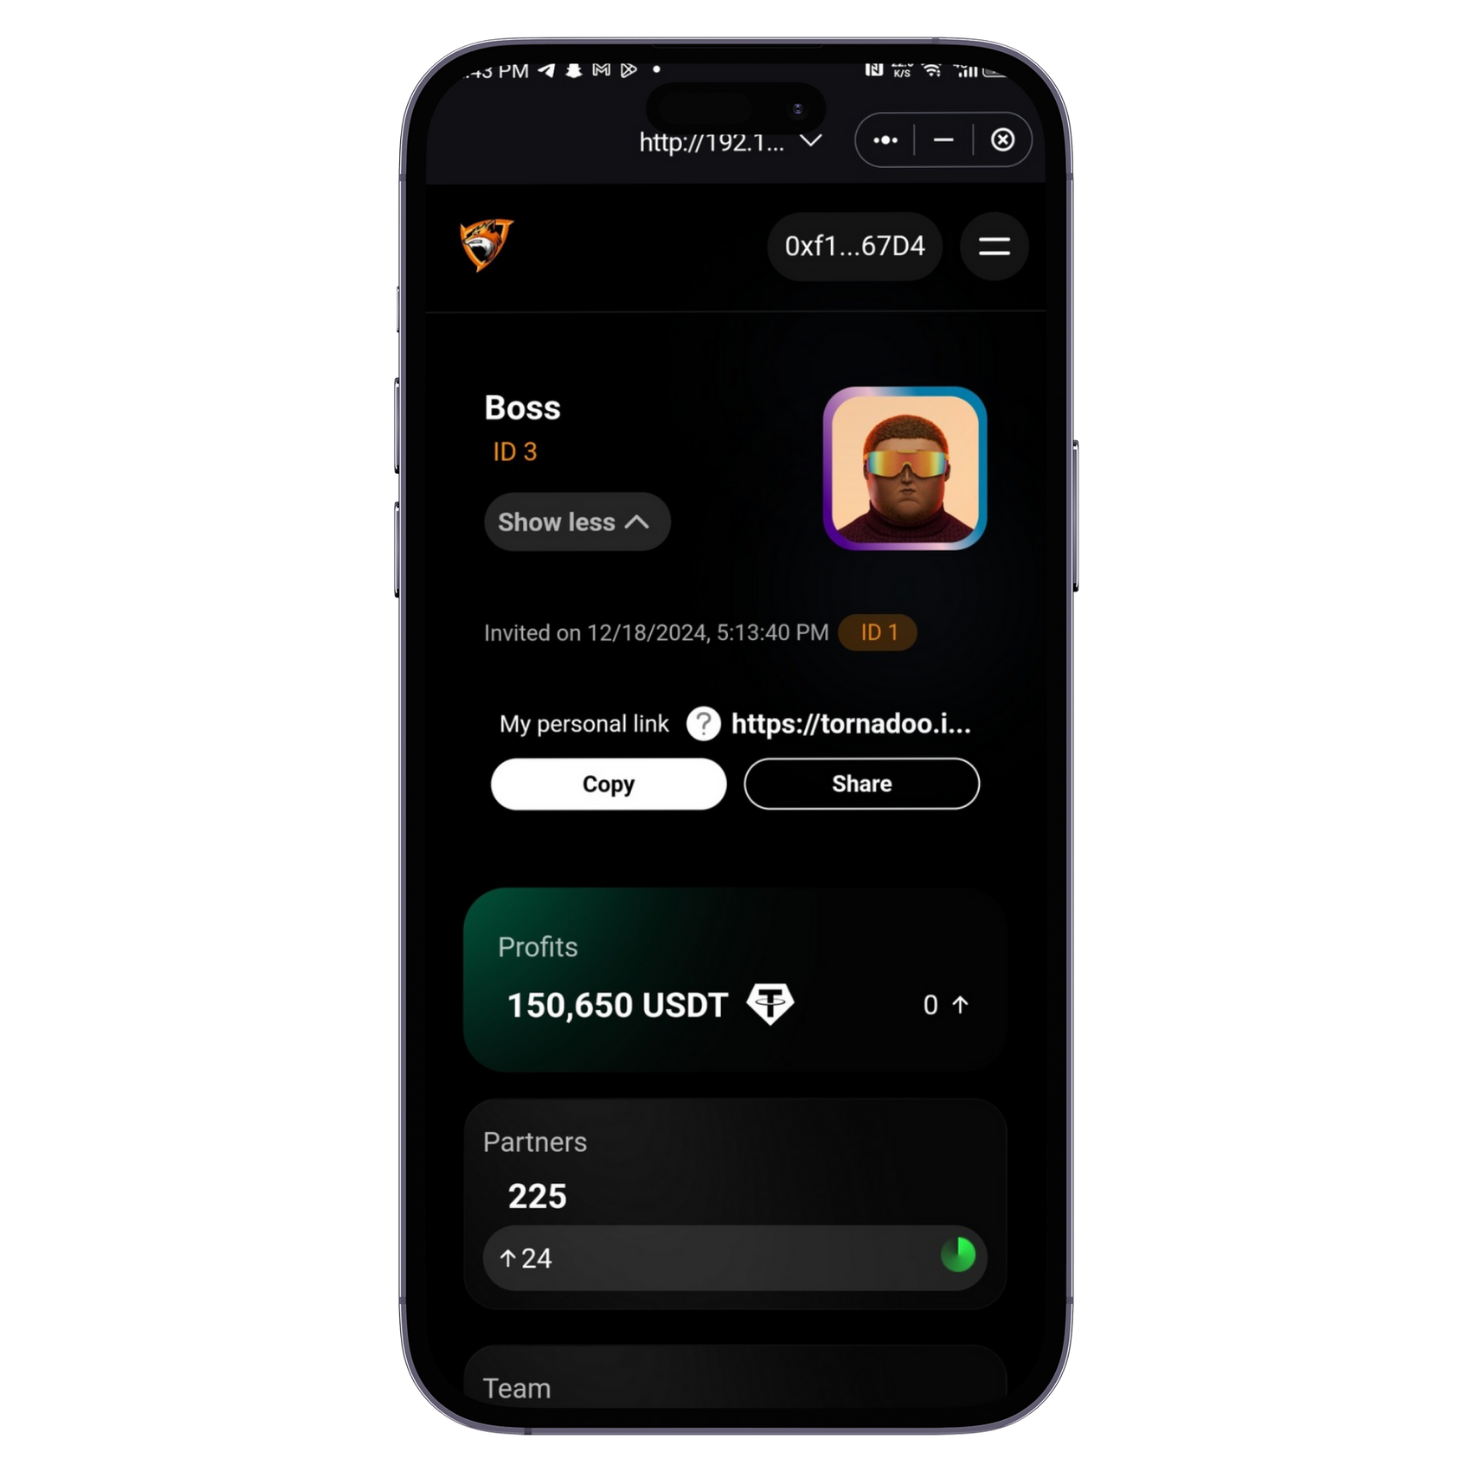 :43 PM
K/S
http://192.1...
0xf1...67D4
Boss
ID 3
Show less
Invited on 12/18/2024, 5:13:40 PM ID 1
My personal link ? https://tornadoo.i...
Copy Share
Profits
150,650 USDT 0 ↑
Partners
225
↑24
Team